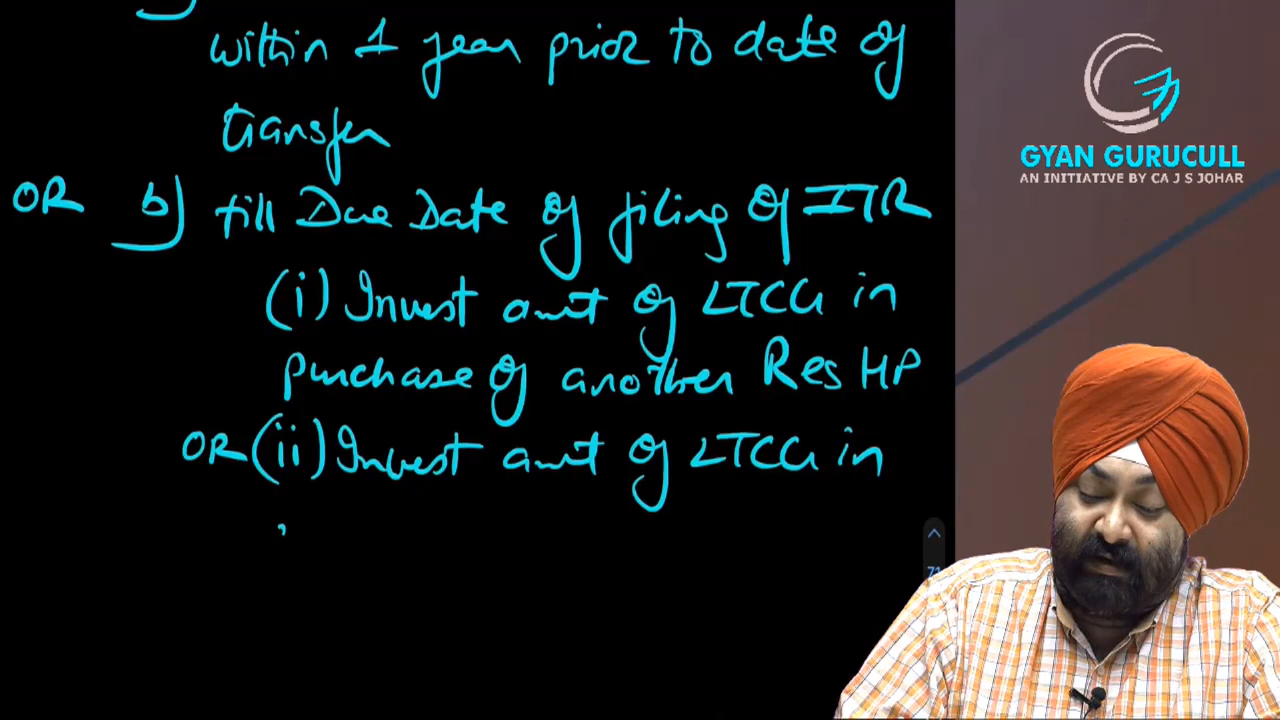 within 1 year prior to date of
transfer
OR b) till Due Date of filing of ITR
(i) Invest amt of LTCG in
purchase of another Res HP
OR (ii) Invest amt of LTCG in
GYAN GURUCULL
AN INITIATIVE BY CA J S JOHAR